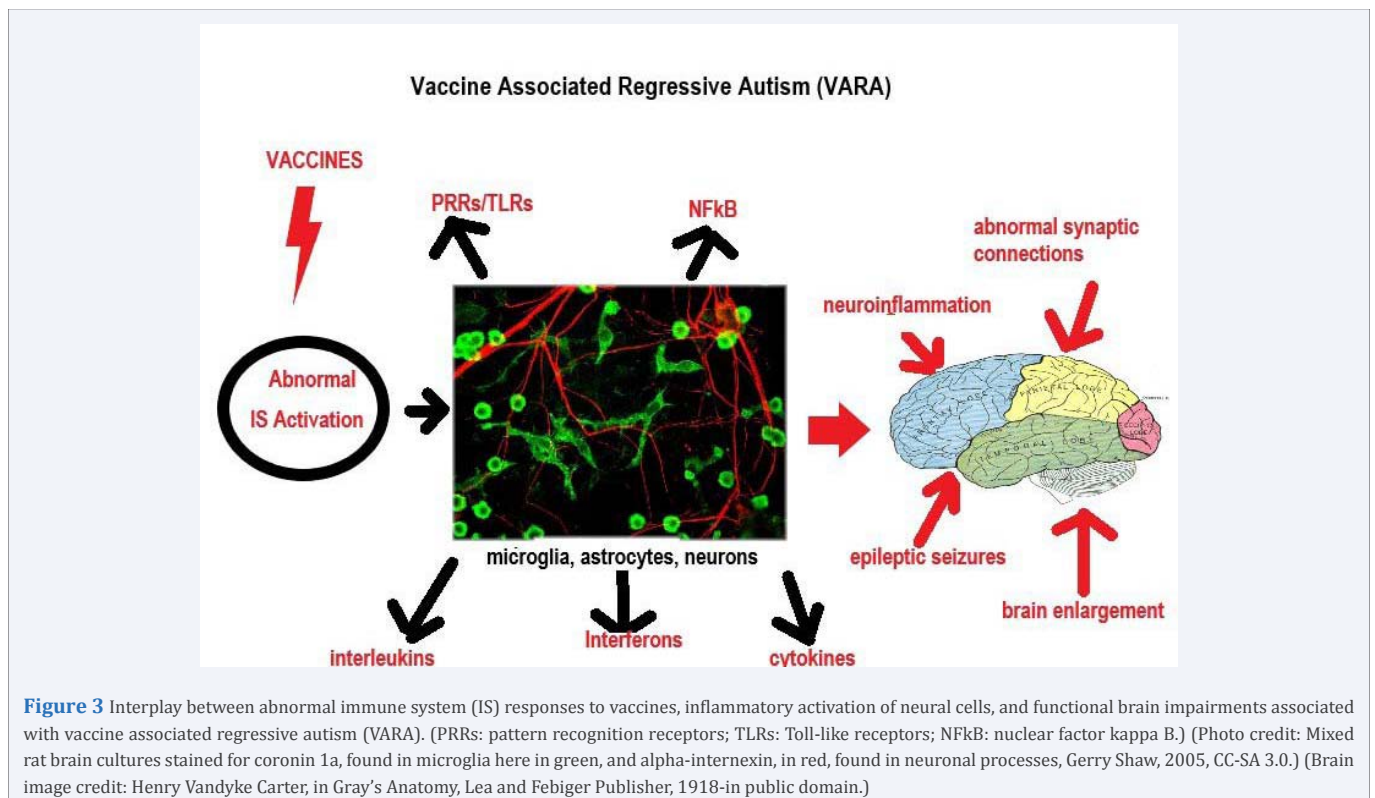 Vaccine Associated Regressive Autism (VARA)
VACCINES
PRRs/TLRs
NFkB
abnormal synaptic
connections
neuroinflammation
Abnormal
IS Activation
FRONTAL LOBE
PARIETAL LOBE
TEMPORAL LOBE
microglia, astrocytes, neurons
epileptic seizures
brain enlargement
interleukins
Interferons
cytokines
Figure 3 Interplay between abnormal immune system (IS) responses to vaccines, inflammatory activation of neural cells, and functional brain impairments associated
with vaccine associated regressive autism (VARA). (PRRs: pattern recognition receptors; TLRs: Toll-like receptors; NFkB: nuclear factor kappa B.) (Photo credit: Mixed
rat brain cultures stained for coronin 1a, found in microglia here in green, and alpha-internexin, in red, found in neuronal processes, Gerry Shaw, 2005, CC-SA 3.0.) (Brain
image credit: Henry Vandyke Carter, in Gray's Anatomy, Lea and Febiger Publisher, 1918-in public domain.)